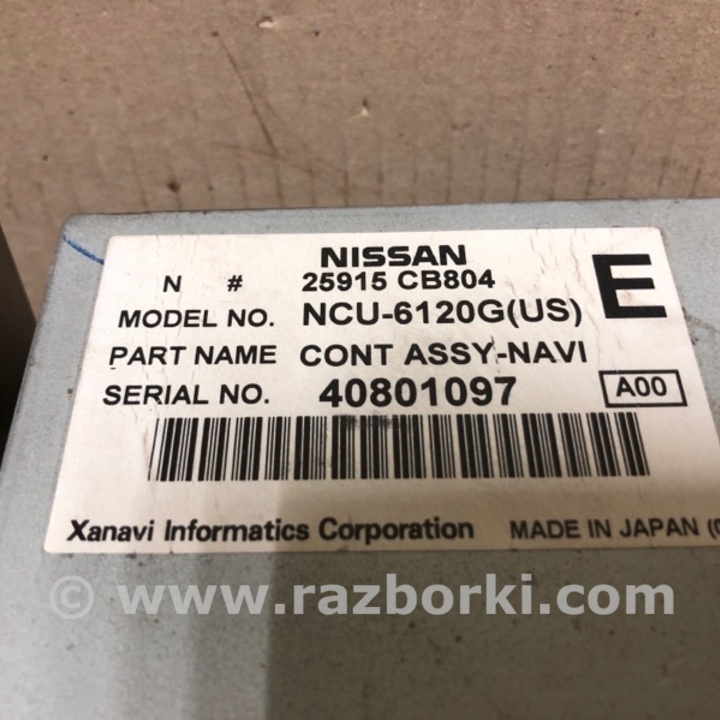 NISSAN
N # 25915 CB804
E
MODEL NO. NCU-6120G(US)
PART NAME CONT ASSY-NAVI
SERIAL NO. 40801097
A00
Xanavi Informatics Corporation MADE IN JAPAN
© www.razborki.com